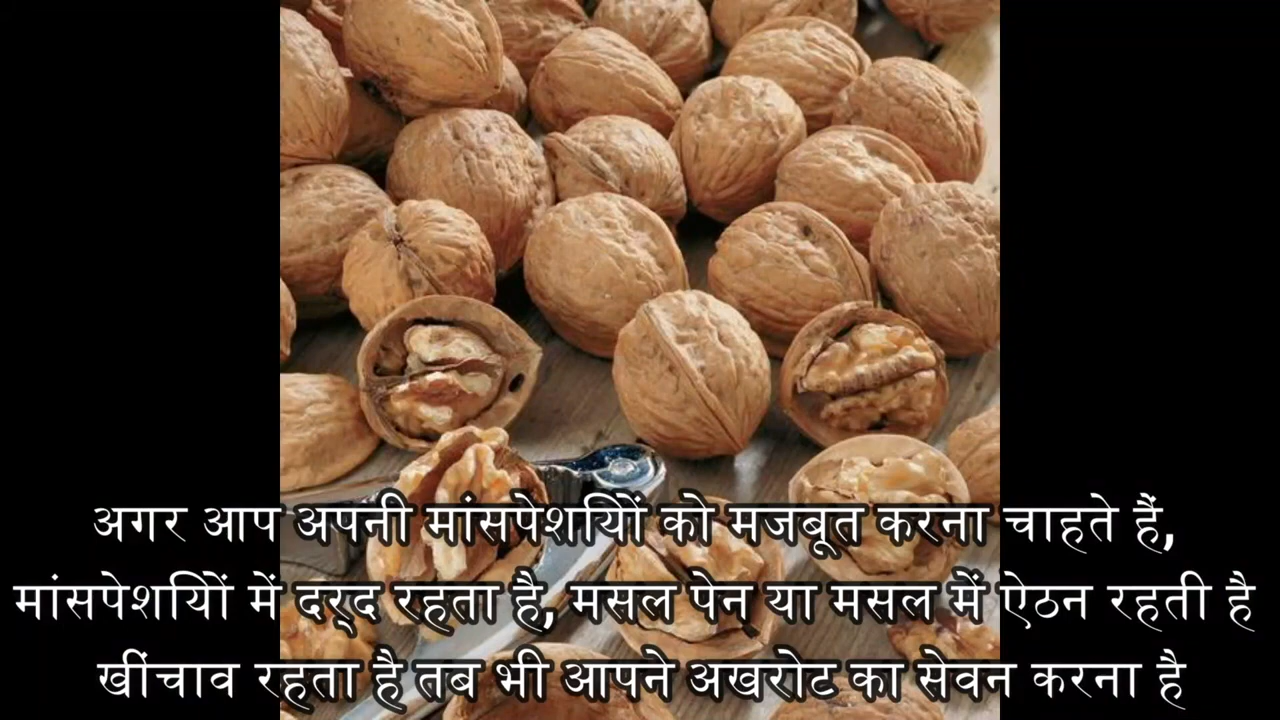 अगर आप अपनी मांसपेशियों को मजबूत करना चाहते हैं,
मांसपेशियों में दर्द रहता है, मसल पेन या मसल में ऐठन रहती है
खींचाव रहता है तब भी आपने अखरोट का सेवन करना है